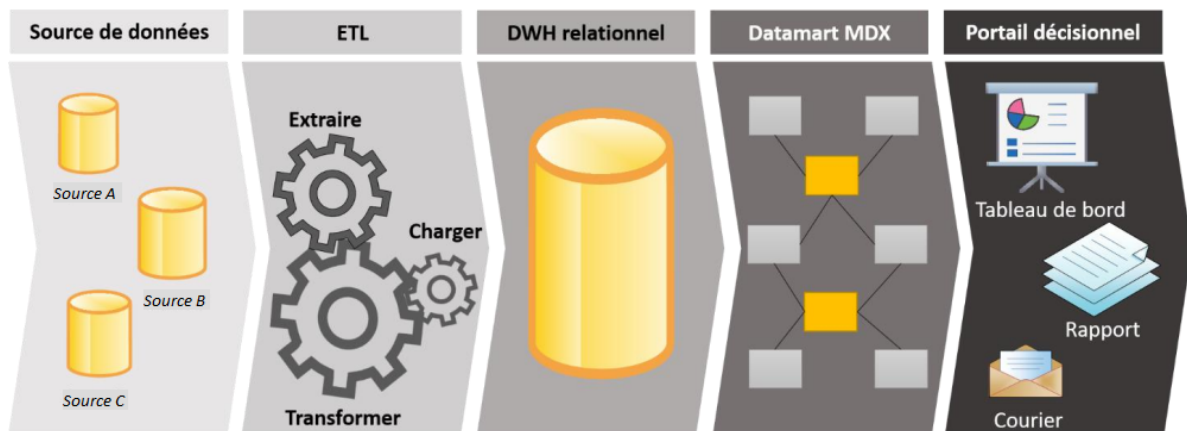 Source de données
ETL
DWH relationnel
Datamart MDX
Portail décisionnel
Source A
Source B
Source C
Extraire
Charger
Transformer
Tableau de bord
Rapport
Courier